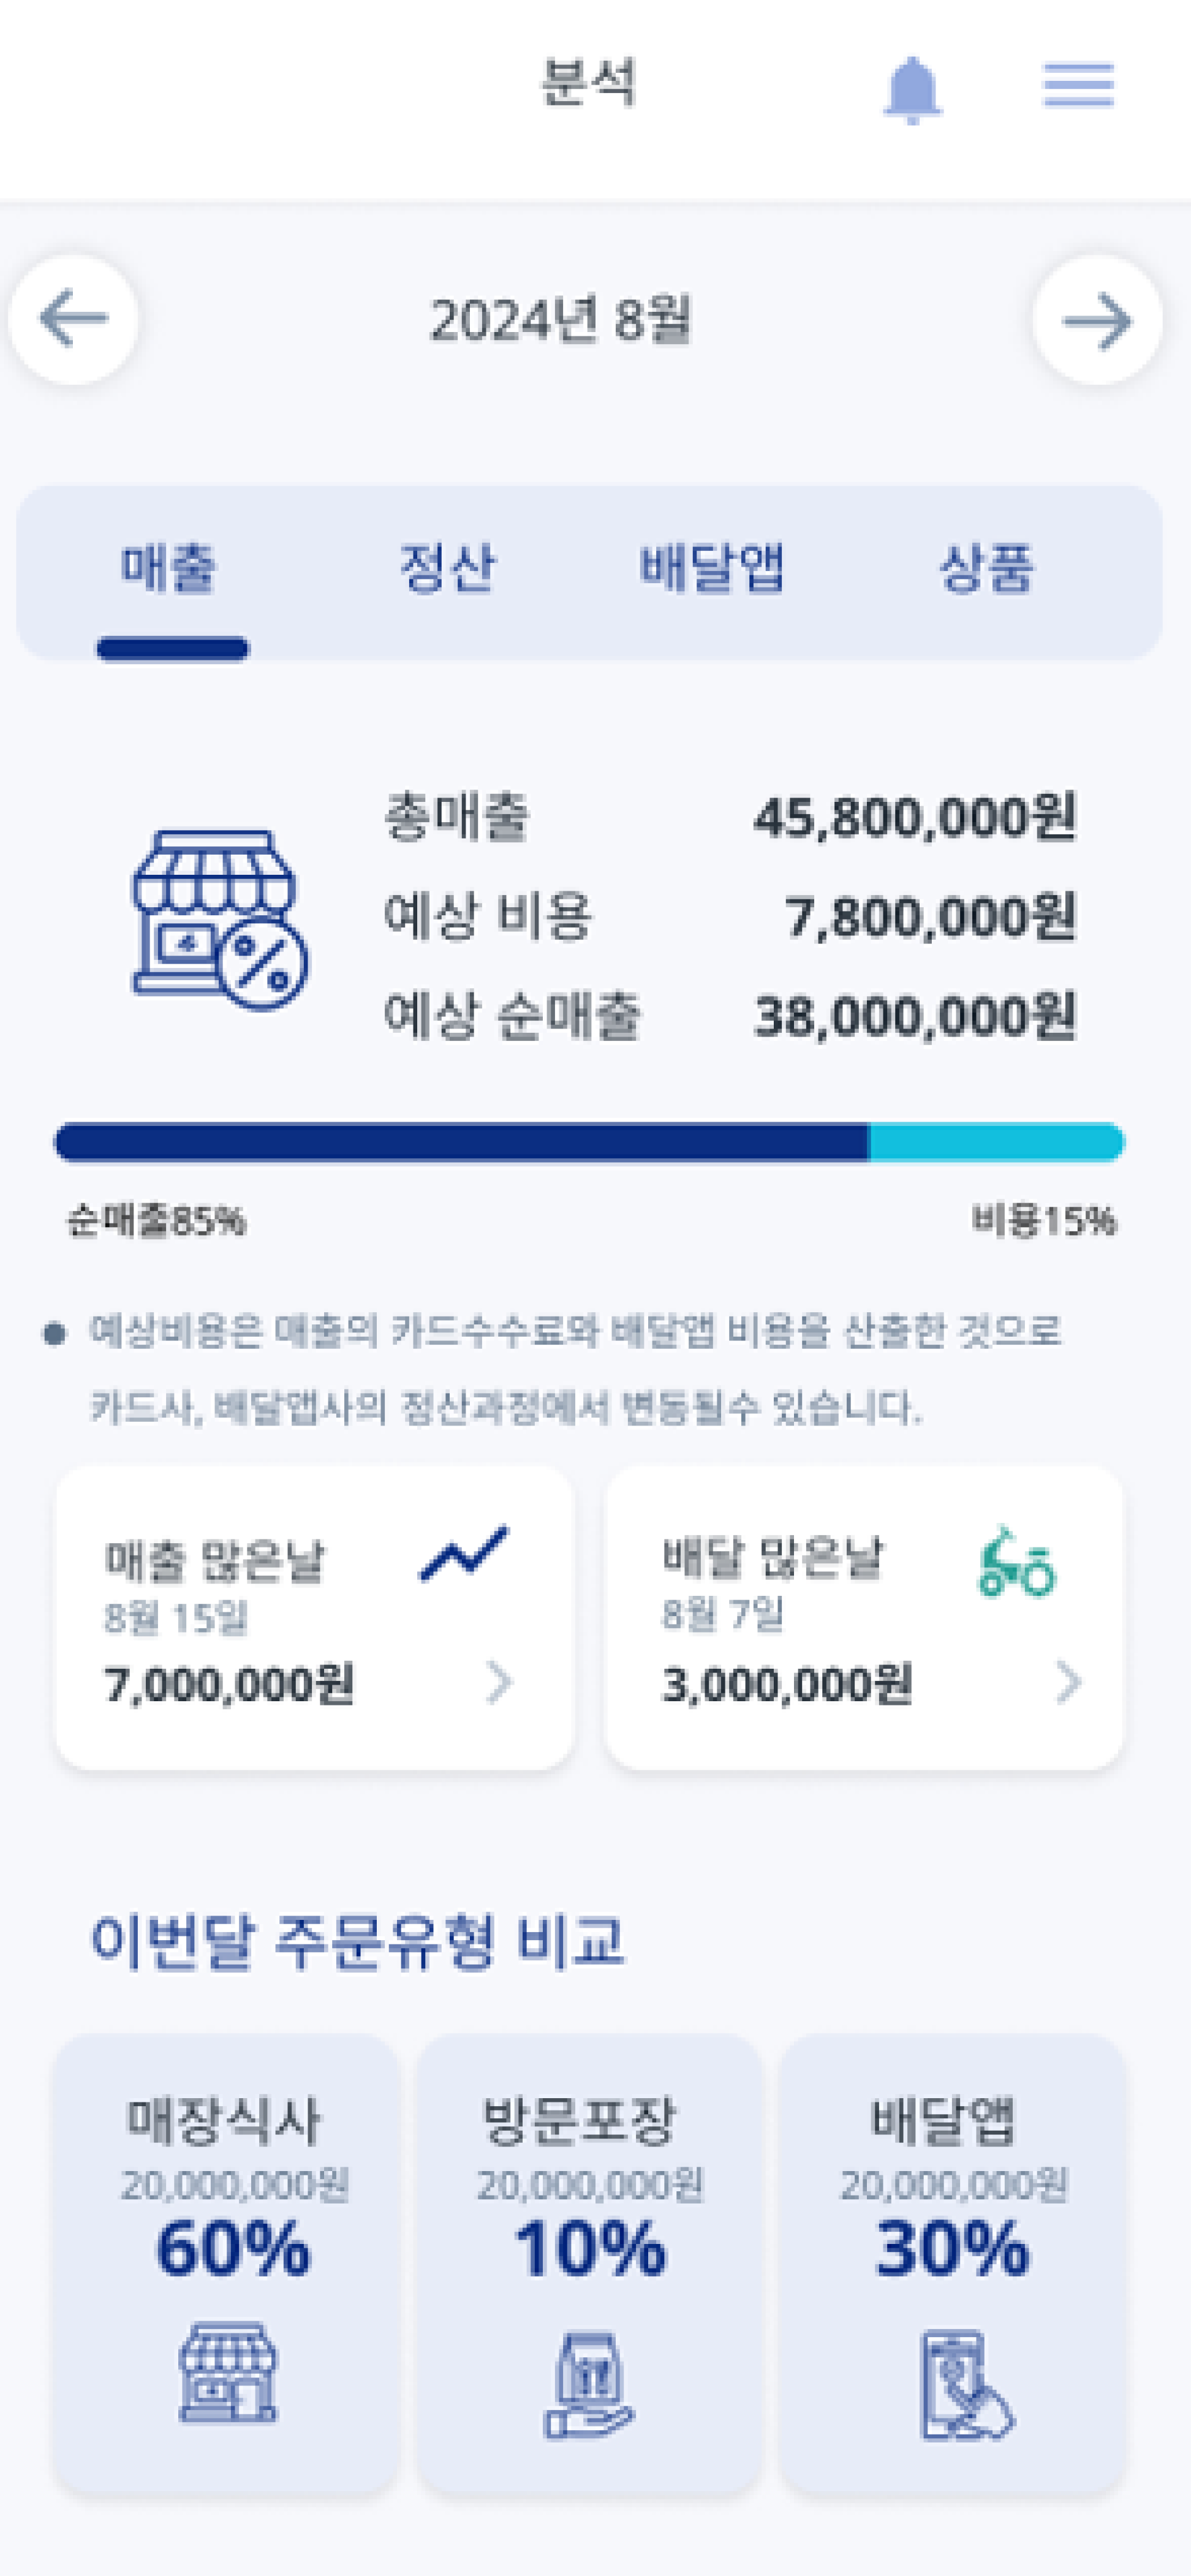 분석
2024년 8월
매출 정산 배달앱 상품
총매출 45,800,000원
예상 비용 7,800,000원
예상 순매출 38,000,000원
순매출85% 비용15%
예상비용은 매출의 카드수수료와 배달앱 비용을 산출한 것으로
카드사, 배달앱사의 정산과정에서 변동될수 있습니다.
매출 많은날
8월 15일
7,000,000원
배달 많은날
8월 7일
3,000,000원
이번달 주문유형 비교
매장식사
20,000,000원
60%
방문포장
20,000,000원
10%
배달앱
20,000,000원
30%